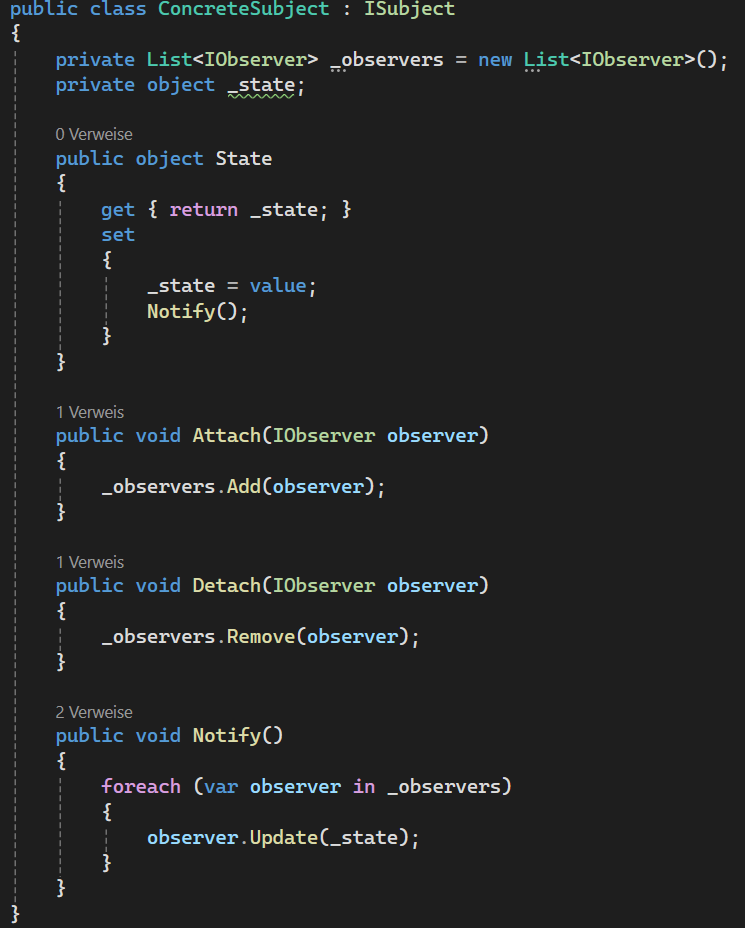 public class ConcreteSubject : ISubject
{
    private List<IObserver> _observers = new List<IObserver>();
    private object _state;
    0 Verweise
    public object State
    {
        get { return _state; }
        set
        {
            _state = value;
            Notify();
        }
    }
    1 Verweis
    public void Attach(IObserver observer)
    {
        _observers.Add(observer);
    }
    1 Verweis
    public void Detach(IObserver observer)
    {
        _observers.Remove(observer);
    }
    2 Verweise
    public void Notify()
    {
        foreach (var observer in _observers)
        {
            observer.Update(_state);
        }
    }
}